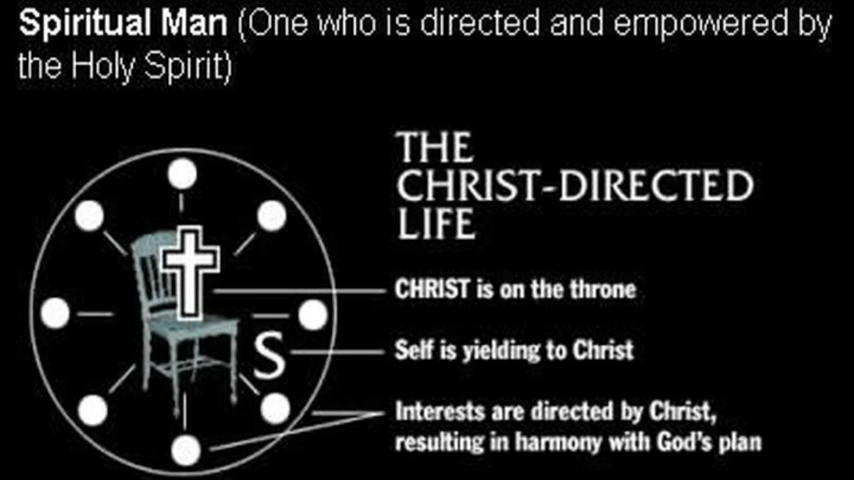 Spiritual Man (One who is directed and empowered by
the Holy Spirit)
THE
CHRIST-DIRECTED
LIFE
CHRIST is on the throne
S
Self is yielding to Christ
Interests are directed by Christ,
resulting in harmony with God's plan